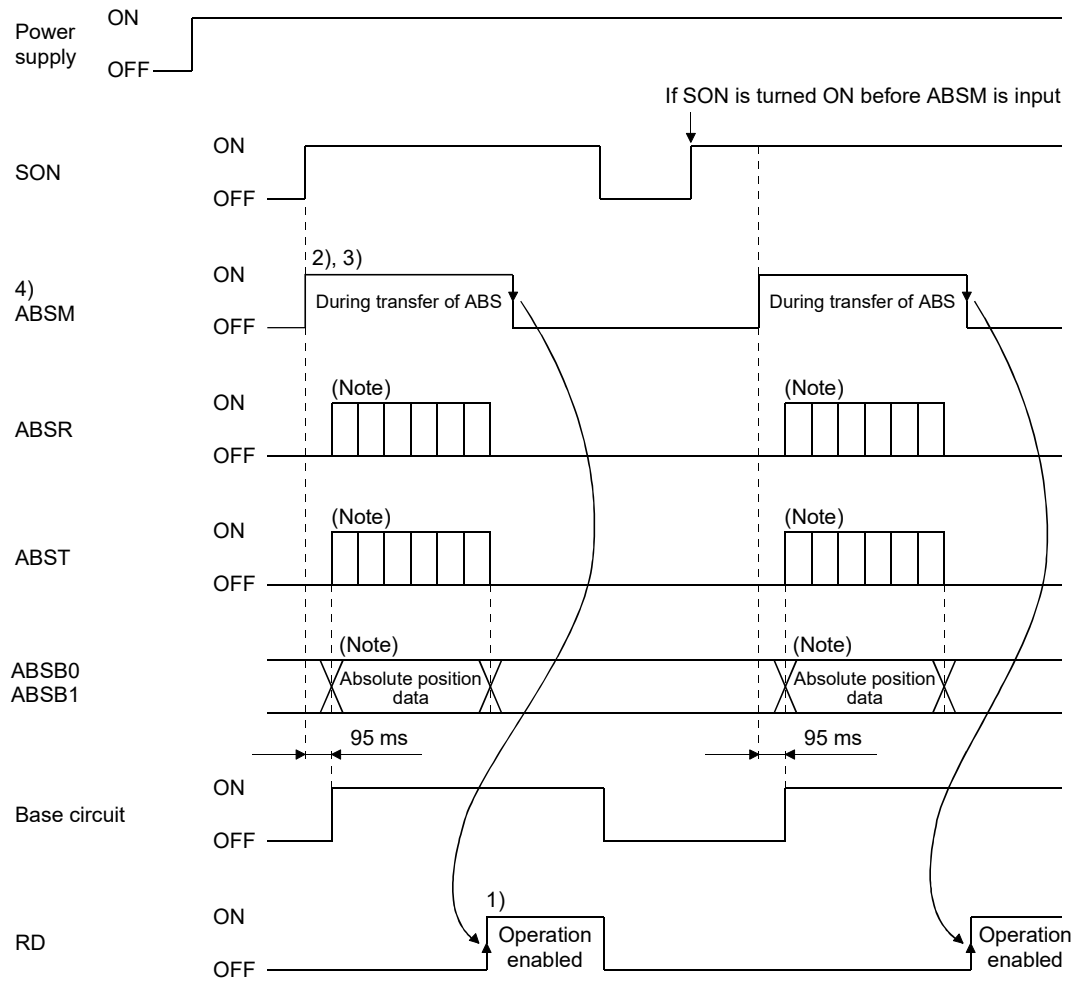 Power
supply
ON
OFF
If SON is turned ON before ABSM is input
SON
ON
OFF
4)
ABSM
ON
OFF
2), 3)
During transfer of ABS
During transfer of ABS
ABSR
ON
OFF
(Note)
(Note)
ABST
ON
OFF
(Note)
(Note)
ABSB0
ABSB1
(Note)
Absolute position
data
(Note)
Absolute position
data
95 ms
95 ms
Base circuit
ON
OFF
RD
ON
OFF
1)
Operation
enabled
Operation
enabled